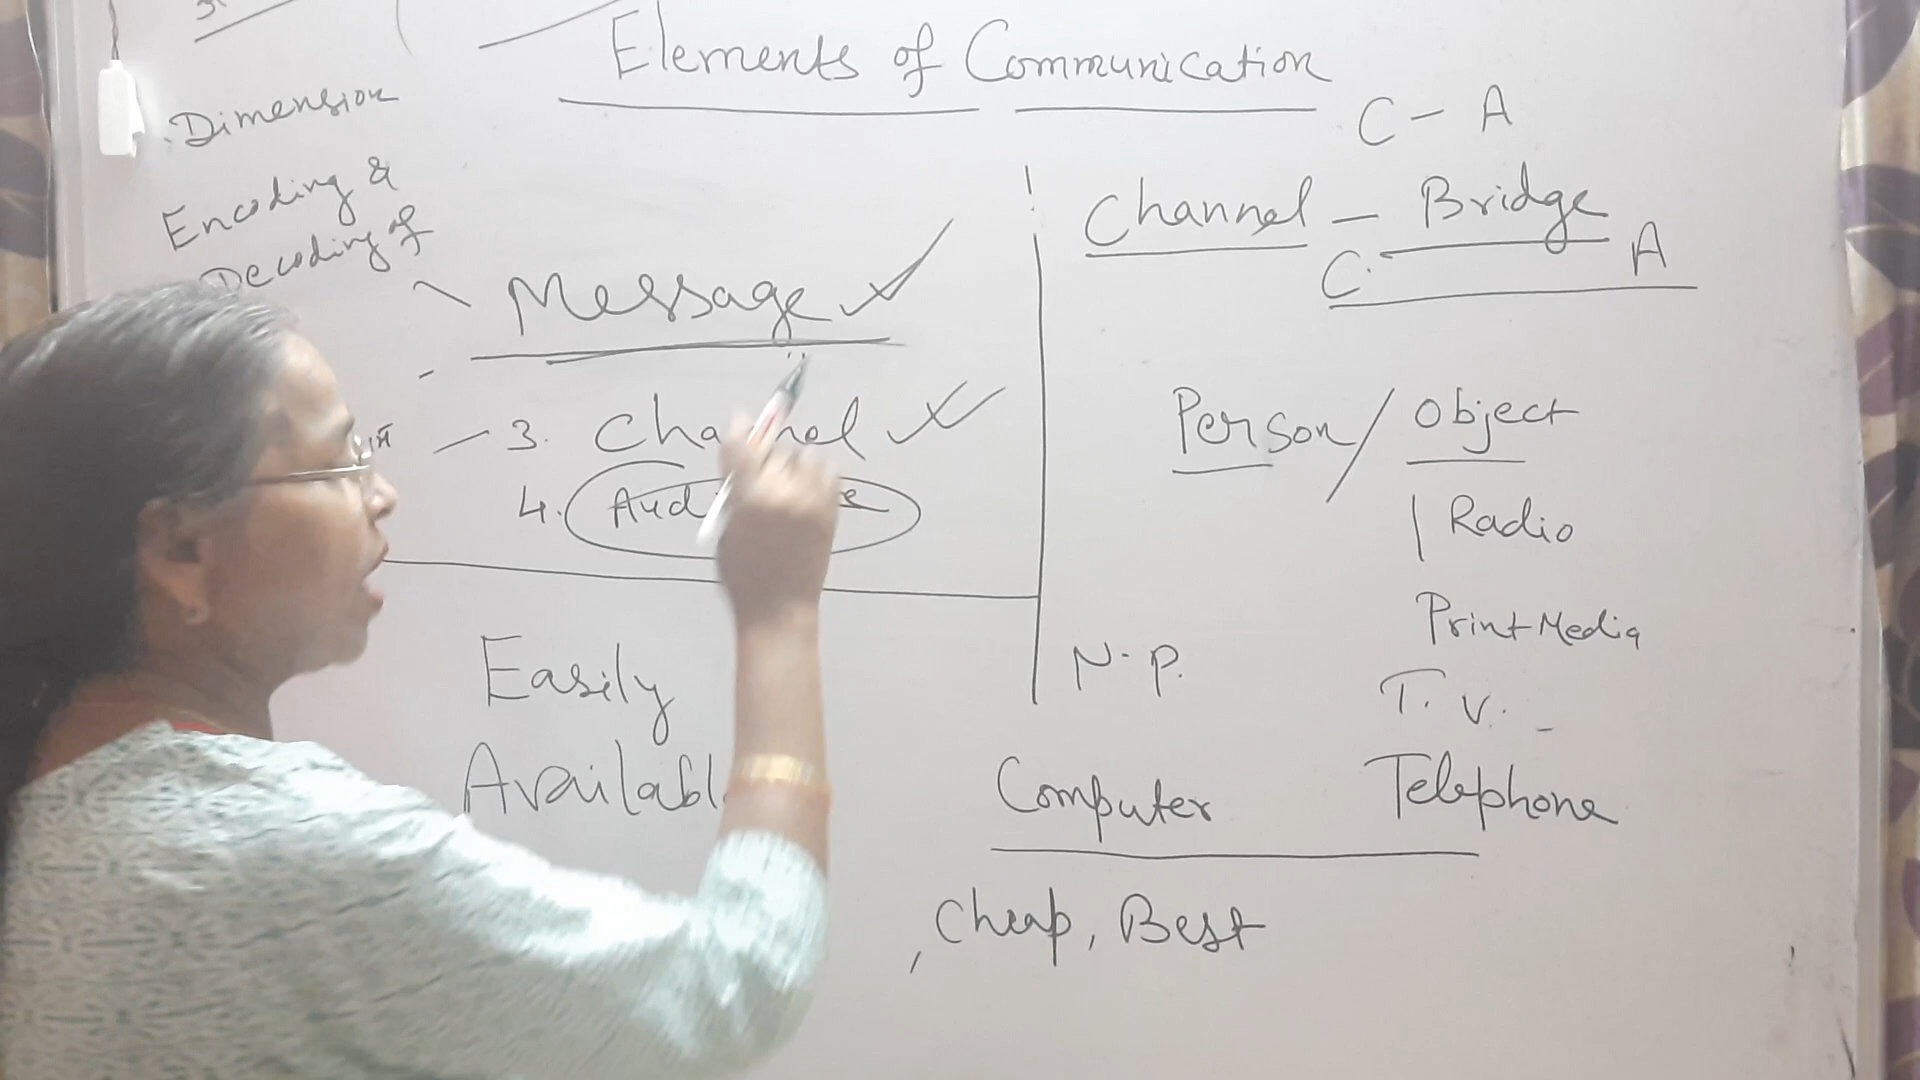 3.
Elements of Communication
Dimension
Encoding &
Decoding of
Message
3. Channel
4.
Easily
C - A
Channel - Bridge
C A
Person / Object
Radio
Print Media
N. P.
T. V.
Computer
Telephone
Cheap, Best